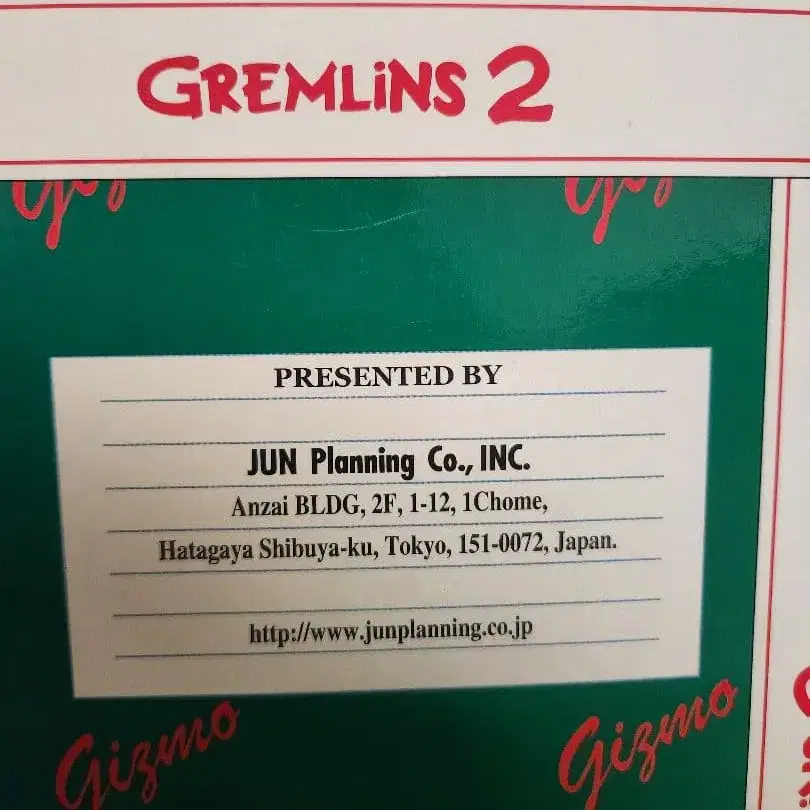 GREMLiNS 2
PRESENTED BY
JUN Planning Co., INC.
Anzai BLDG, 2F, 1-12, 1Chome,
Hatagaya Shibuya-ku, Tokyo, 151-0072, Japan.
http://www.junplanning.co.jp
Gizmo
Gizmo